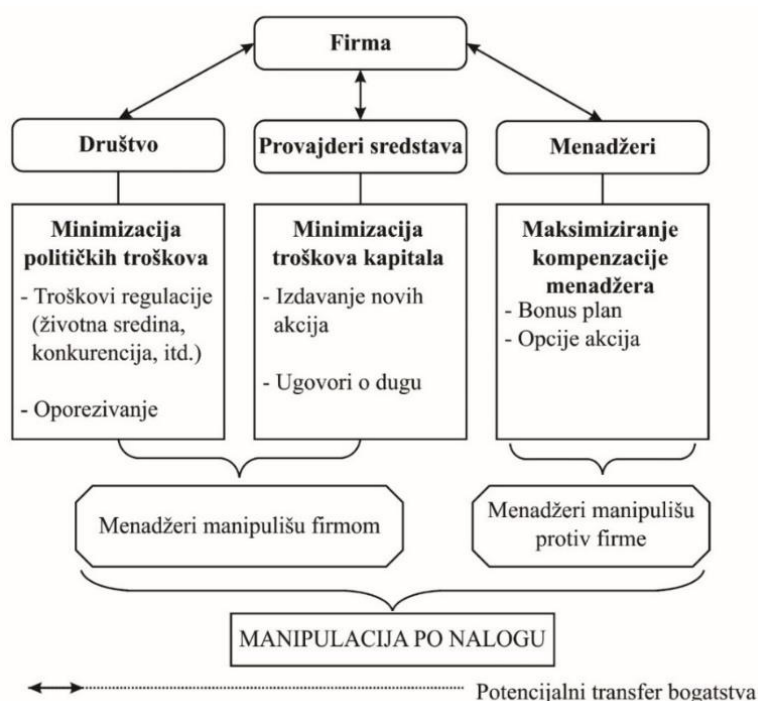 Firma
Društvo
Provajderi sredstava
Menadžeri
Minimizacija
političkih troškova
- Troškovi regulacije
(životna sredina,
konkurencija, itd.)
- Oporezivanje
Minimizacija
troškova kapitala
- Izdavanje novih
akcija
- Ugovori o dugu
Maksimiziranje
kompenzacije
menadžera
- Bonus plan
- Opcije akcija
Menadžeri manipulišu firmom
Menadžeri manipulišu
protiv firme
MANIPULACIJA PO NALOGU
Potencijalni transfer bogatstva